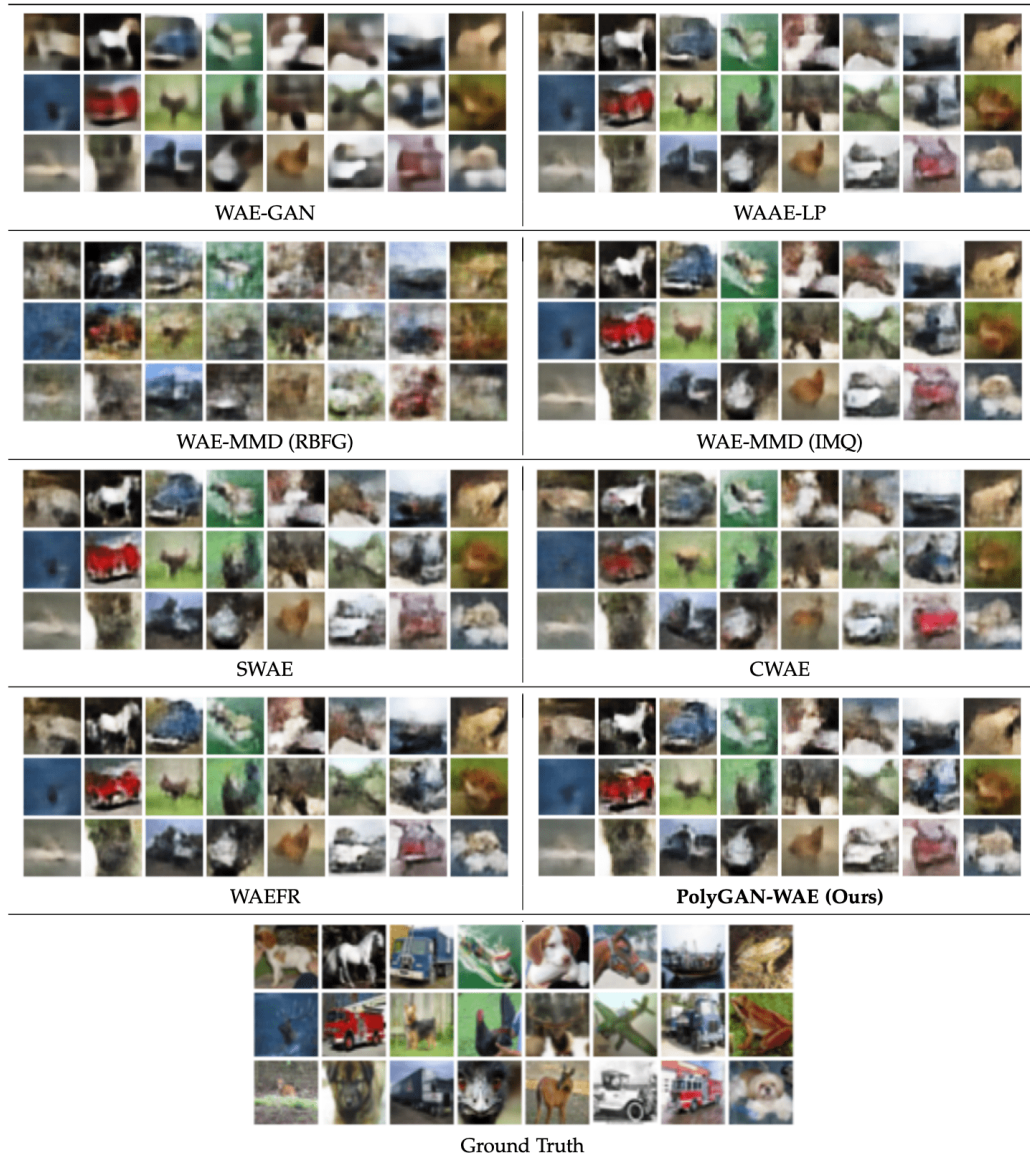 WAE-GAN
WAAE-LP
WAE-MMD (RBFG)
WAE-MMD (IMQ)
SWAE
CWAE
WAEFR
PolyGAN-WAE (Ours)
Ground Truth